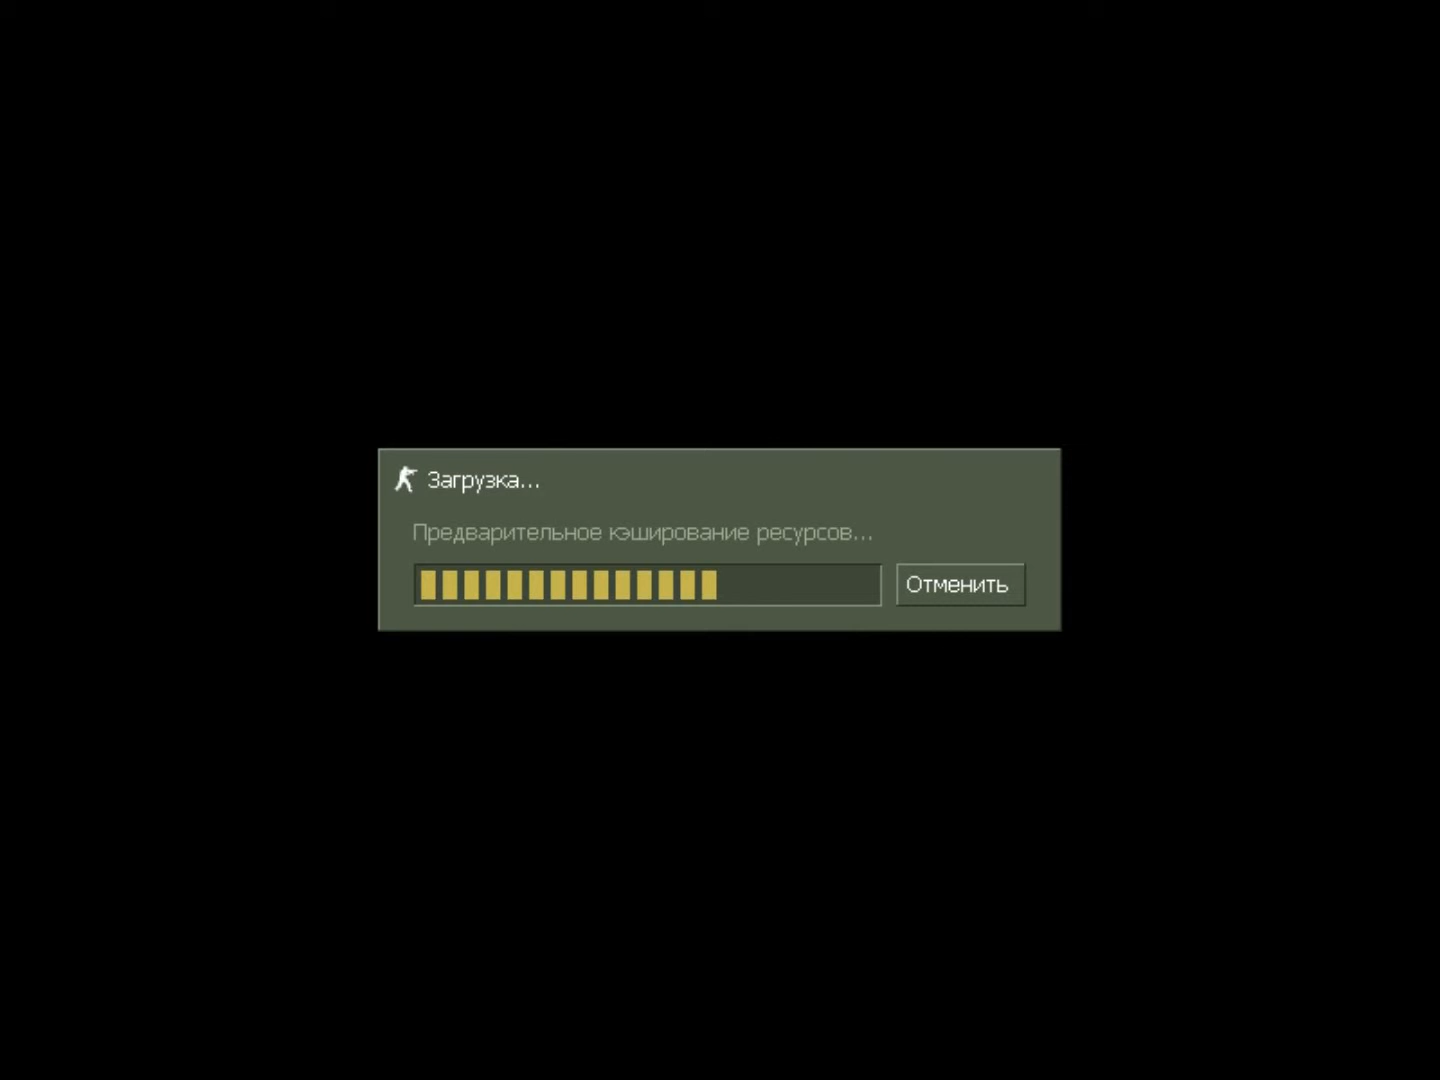 Загрузка...
Предварительное кэширование ресурсов...
Отменить